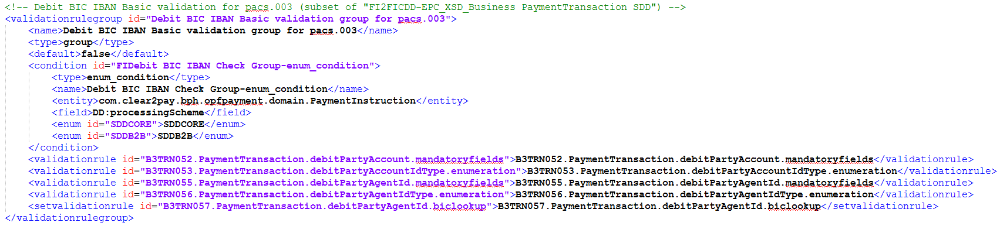 <!-- Debit BIC IBAN Basic validation for pacs.003 (subset of "FI2FICDD-EPC_XSD_Business PaymentTransaction SDD") -->
<validationrulegroup id="Debit BIC IBAN Basic validation group for pacs.003">
<name>Debit BIC IBAN Basic validation group for pacs.003</name>
<type>group</type>
<default>false</default>
<condition id="FIDebit BIC IBAN Check Group-enum_condition">
<type>enum_condition</type>
<name>Debit BIC IBAN Check Group-enum_condition</name>
<entity>com.clear2pay.bph.opfpayment.domain.PaymentInstruction</entity>
<field>DD:processingScheme</field>
<enum id="SDDCORE">SDDCORE</enum>
<enum id="SDDB2B">SDDB2B</enum>
</condition>
<validationrule id="B3TRN052.PaymentTransaction.debitPartyAccount.mandatoryfields">B3TRN052.PaymentTransaction.debitPartyAccount.mandatoryfields</validationrule>
<validationrule id="B3TRN053.PaymentTransaction.debitPartyAccountIdType.enumeration">B3TRN053.PaymentTransaction.debitPartyAccountIdType.enumeration</validationrule>
<validationrule id="B3TRN055.PaymentTransaction.debitPartyAgentId.mandatoryfields">B3TRN055.PaymentTransaction.debitPartyAgentId.mandatoryfields</validationrule>
<validationrule id="B3TRN056.PaymentTransaction.debitPartyAgentIdType.enumeration">B3TRN056.PaymentTransaction.debitPartyAgentIdType.enumeration</validationrule>
<setvalidationrule id="B3TRN057.PaymentTransaction.debitPartyAgentId.biclookup">B3TRN057.PaymentTransaction.debitPartyAgentId.biclookup</setvalidationrule>
</validationrulegroup>